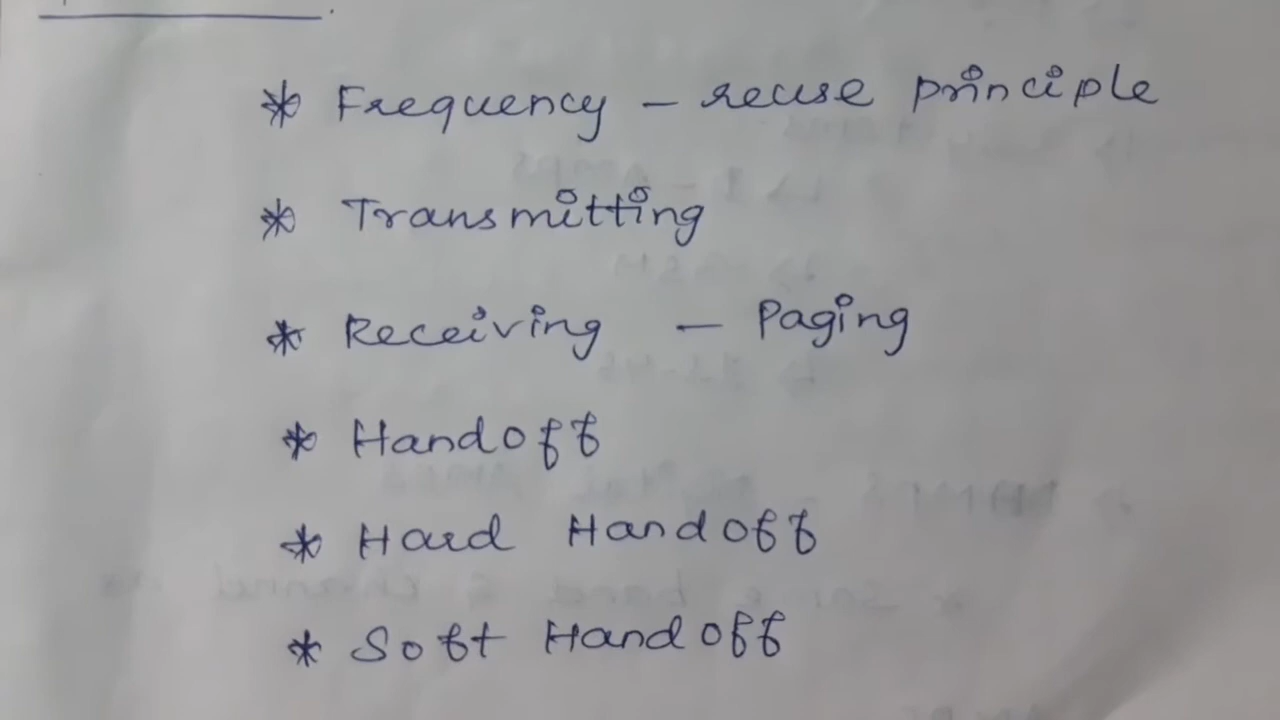 * Frequency - reuse principle
* Transmitting
* Receiving - Paging
* Handoff
* Hard Handoff
* Soft Handoff